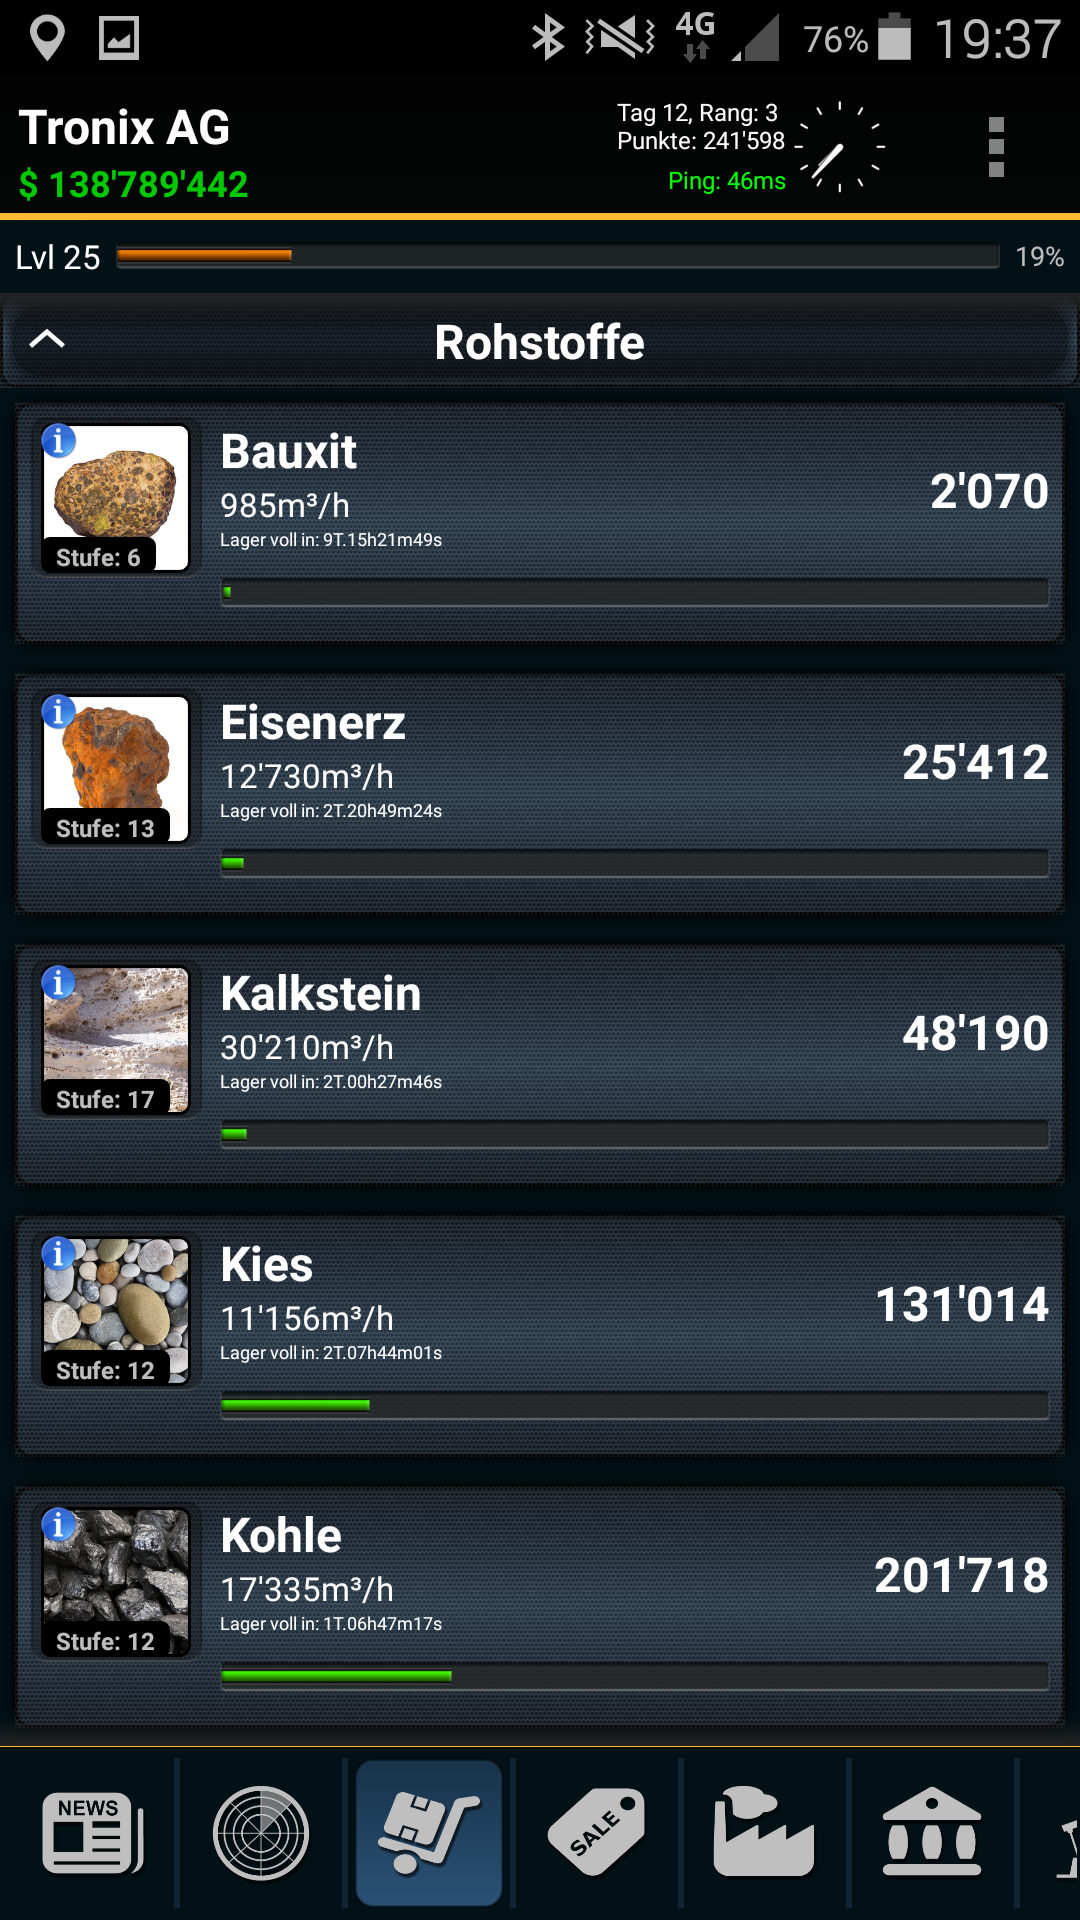 4G 76% 19:37
Tronix AG
$ 138'789'442
Tag 12, Rang: 3
Punkte: 241'598
Ping: 46ms
Lvl 25 19%
Rohstoffe
Bauxit
985m³/h
Lager voll in: 9T.15h21m49s
2'070
Stufe: 6
Eisenerz
12'730m³/h
Lager voll in: 2T.20h49m24s
25'412
Stufe: 13
Kalkstein
30'210m³/h
Lager voll in: 2T.00h27m46s
48'190
Stufe: 17
Kies
11'156m³/h
Lager voll in: 2T.07h44m01s
131'014
Stufe: 12
Kohle
17'335m³/h
Lager voll in: 1T.06h47m17s
201'718
Stufe: 12
NEWS
SALE